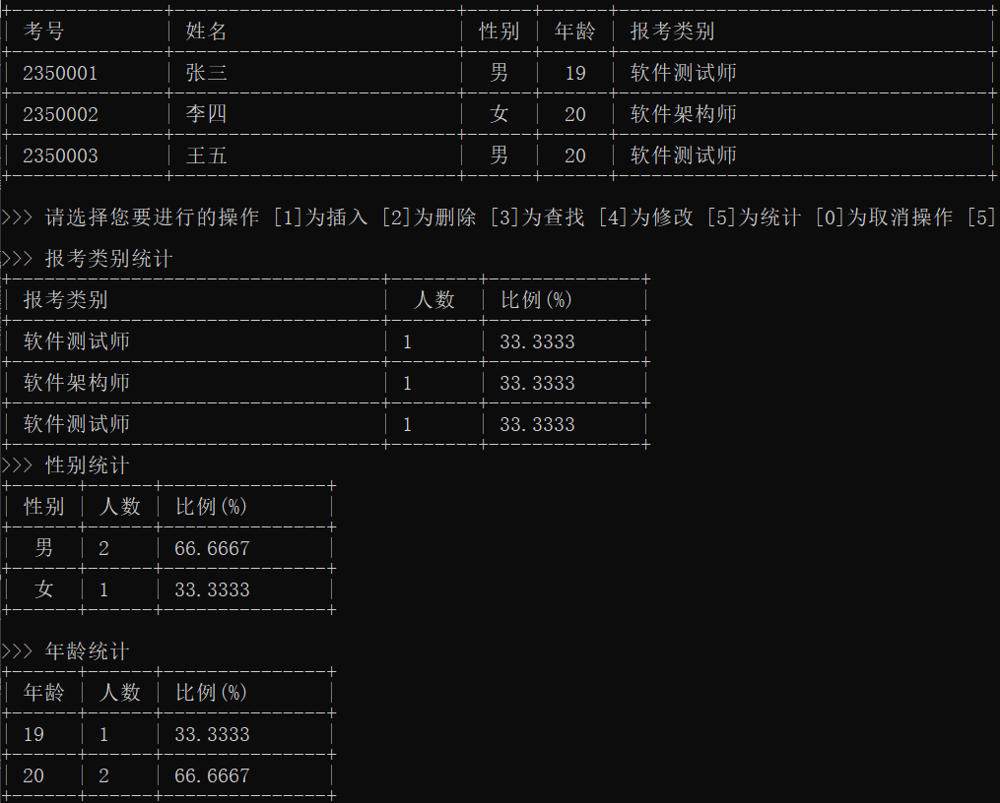 考号 姓名 性别 年龄 报考类别
2350001 张三 男 19 软件测试师
2350002 李四 女 20 软件架构师
2350003 王五 男 20 软件测试师
>>> 请选择您要进行的操作 [1]为插入 [2]为删除 [3]为查找 [4]为修改 [5]为统计 [0]为取消操作 [5]
>>> 报考类别统计
报考类别 人数 比例(%)
软件测试师 1 33.3333
软件架构师 1 33.3333
软件测试师 1 33.3333
>>> 性别统计
性别 人数 比例(%)
男 2 66.6667
女 1 33.3333
>>> 年龄统计
年龄 人数 比例(%)
19 1 33.3333
20 2 66.6667